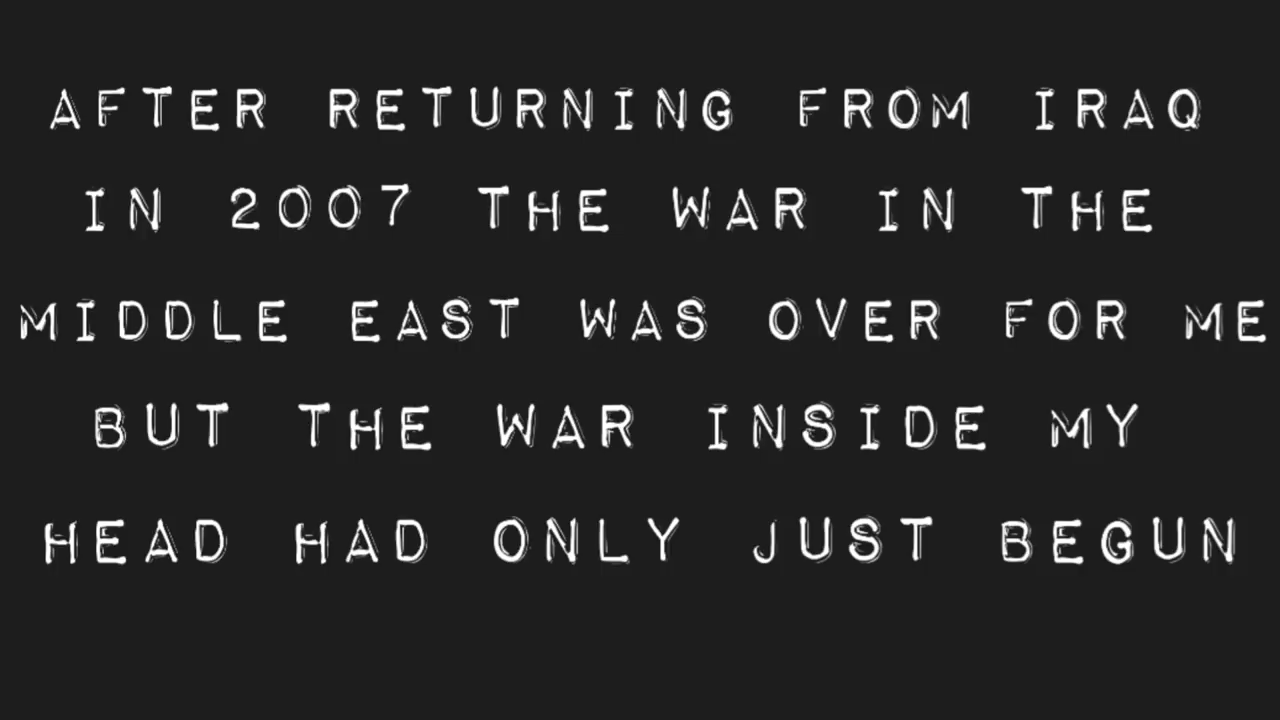 AFTER RETURNING FROM IRAQ
IN 2007 THE WAR IN THE
MIDDLE EAST WAS OVER FOR ME
BUT THE WAR INSIDE MY
HEAD HAD ONLY JUST BEGUN